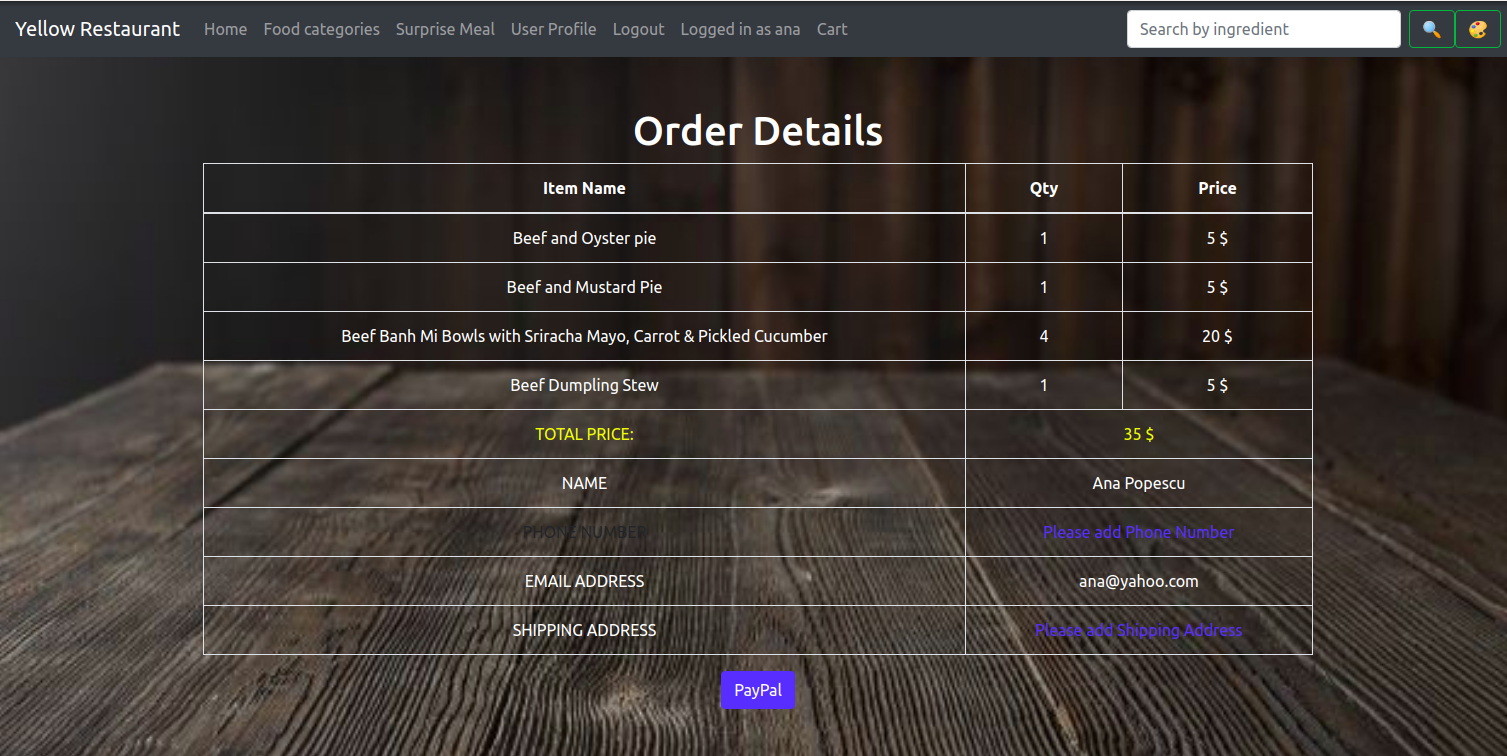 Yellow Restaurant Home Food categories Surprise Meal User Profile Logout Logged in as ana Cart Search by ingredient
Order Details
Item Name Qty Price
Beef and Oyster pie 1 5 $
Beef and Mustard Pie 1 5 $
Beef Banh Mi Bowls with Sriracha Mayo, Carrot & Pickled Cucumber 4 20 $
Beef Dumpling Stew 1 5 $
TOTAL PRICE: 35 $
NAME Ana Popescu
PHONE NUMBER Please add Phone Number
EMAIL ADDRESS ana@yahoo.com
SHIPPING ADDRESS Please add Shipping Address
PayPal